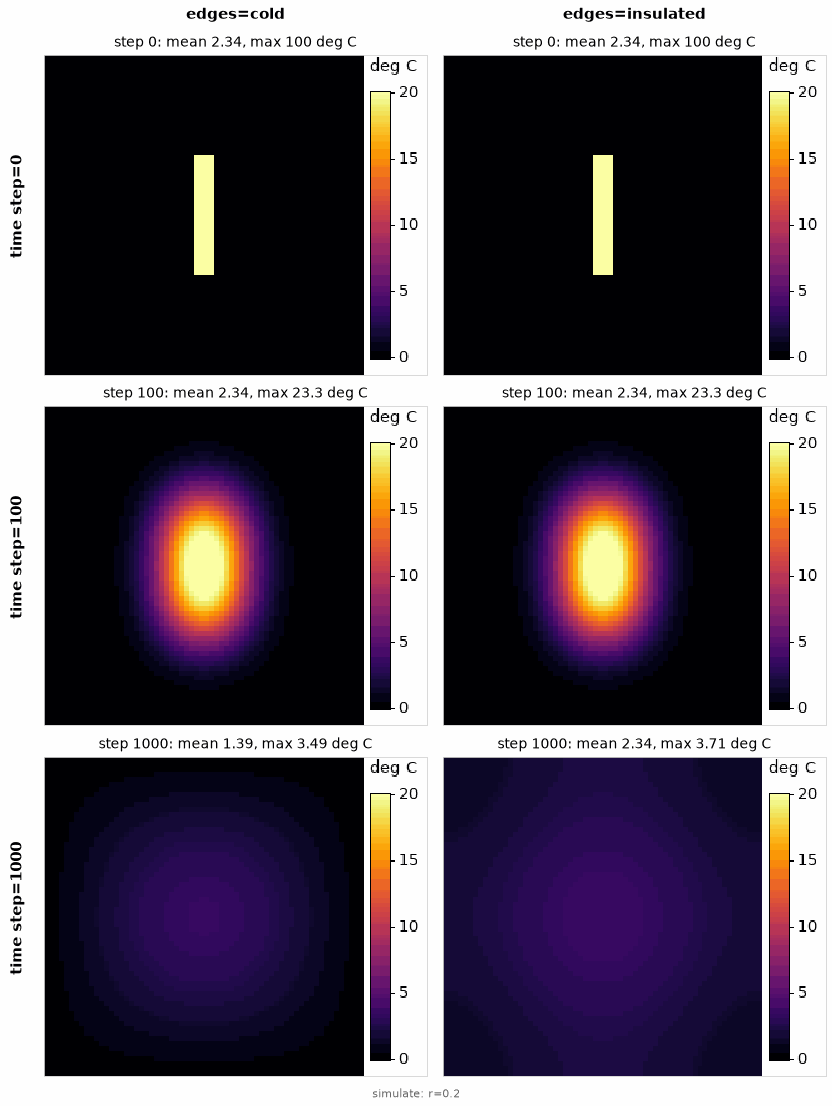 edges=cold
edges=insulated
step 0: mean 2.34, max 100 deg C
step 0: mean 2.34, max 100 deg C
time step=0
deg C
20
15
10
5
0
deg C
20
15
10
5
0
step 100: mean 2.34, max 23.3 deg C
step 100: mean 2.34, max 23.3 deg C
time step=100
deg C
20
15
10
5
0
deg C
20
15
10
5
0
step 1000: mean 1.39, max 3.49 deg C
step 1000: mean 2.34, max 3.71 deg C
time step=1000
deg C
20
15
10
5
0
deg C
20
15
10
5
0
simulate: r=0.2